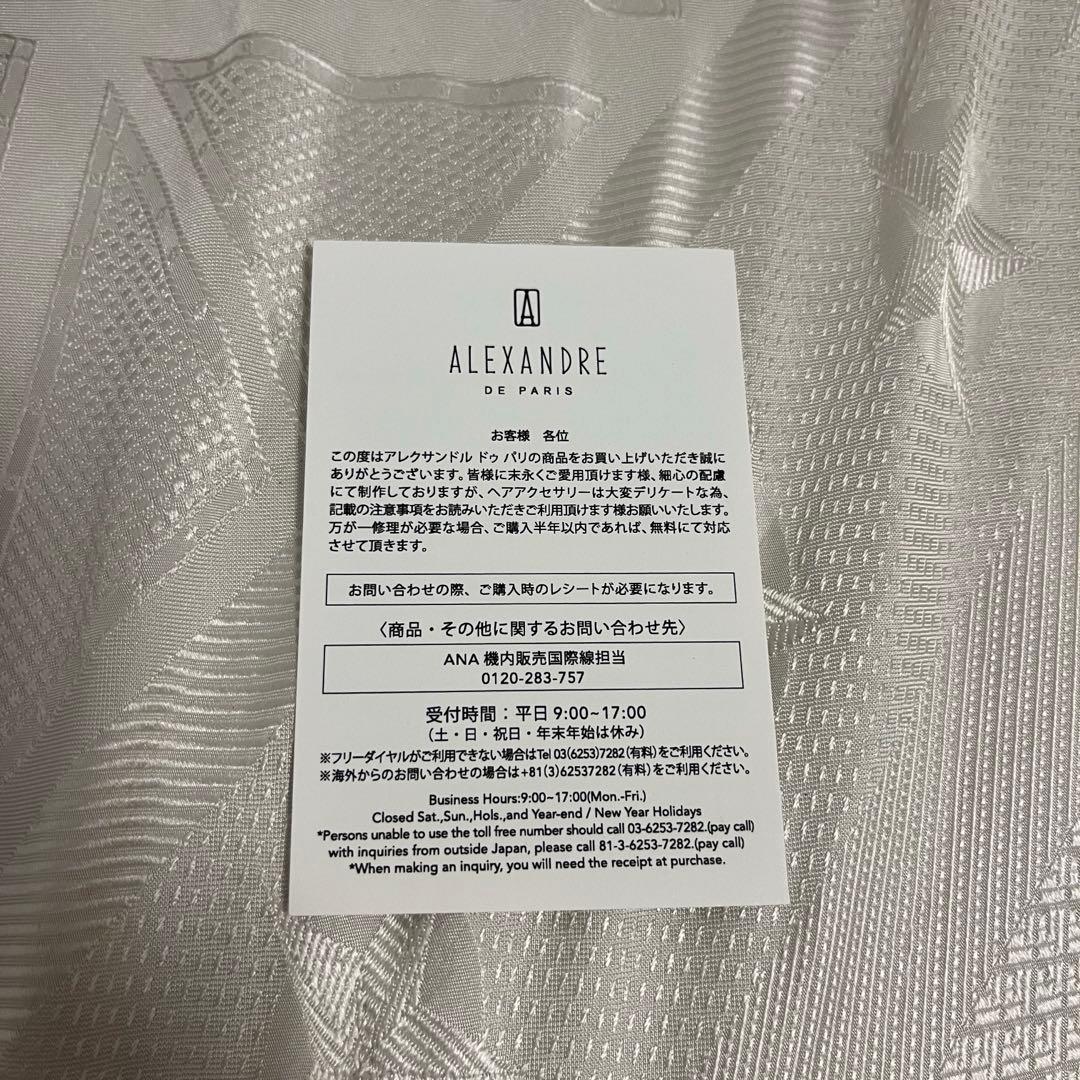 A
ALEXANDRE
DE PARIS
お客様　各位
この度はアレクサンドル ドゥ パリの商品をお買い上げいただき誠に
ありがとうございます。皆様に末永くご愛用頂けます様、細心の配慮
にて制作しておりますが、ヘアアクセサリーは大変デリケートな為、
記載の注意事項をお読みいただきご利用頂けます様お願いいたします。
万が一修理が必要な場合、ご購入半年以内であれば、無料にて対応
させて頂きます。
お問い合わせの際、ご購入時のレシートが必要になります。
〈商品・その他に関するお問い合わせ先〉
ANA 機内販売国際線担当
0120-283-757
受付時間：平日 9:00~17:00
（土・日・祝日・年末年始は休み）
※フリーダイヤルがご利用できない場合はTel 03(6253)7282（有料）をご利用ください。
※海外からのお問い合わせの場合は+81(3)62537282（有料）をご利用ください。
Business Hours:9:00~17:00(Mon.-Fri.)
Closed Sat.,Sun.,Hols.,and Year-end / New Year Holidays
*Persons unable to use the toll free number should call 03-6253-7282.(pay call)
with inquiries from outside Japan, please call 81-3-6253-7282.(pay call)
*When making an inquiry, you will need the receipt at purchase.